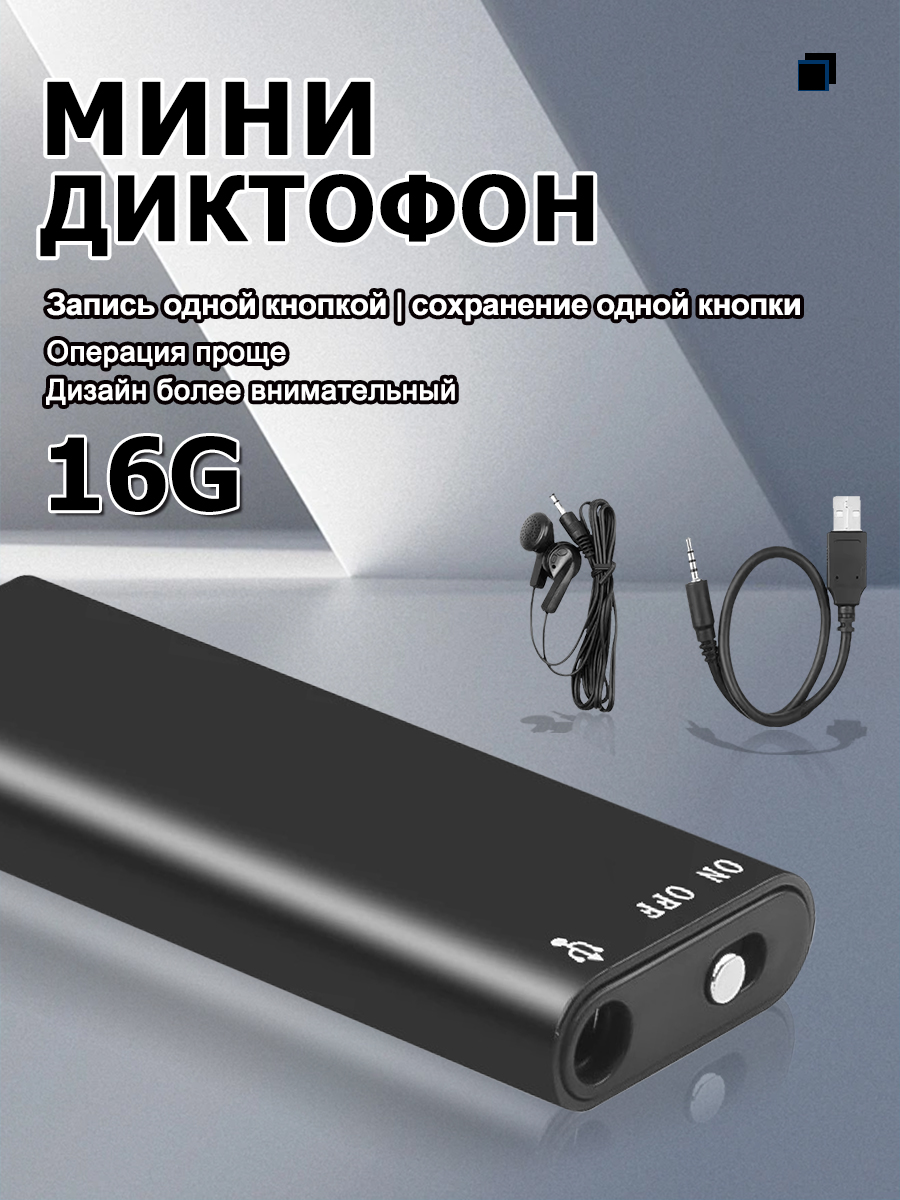 МИНИ
ДИКТОФОН
Запись одной кнопкой | сохранение одной кнопки
Операция проще
Дизайн более внимательный
16G
ON OFF